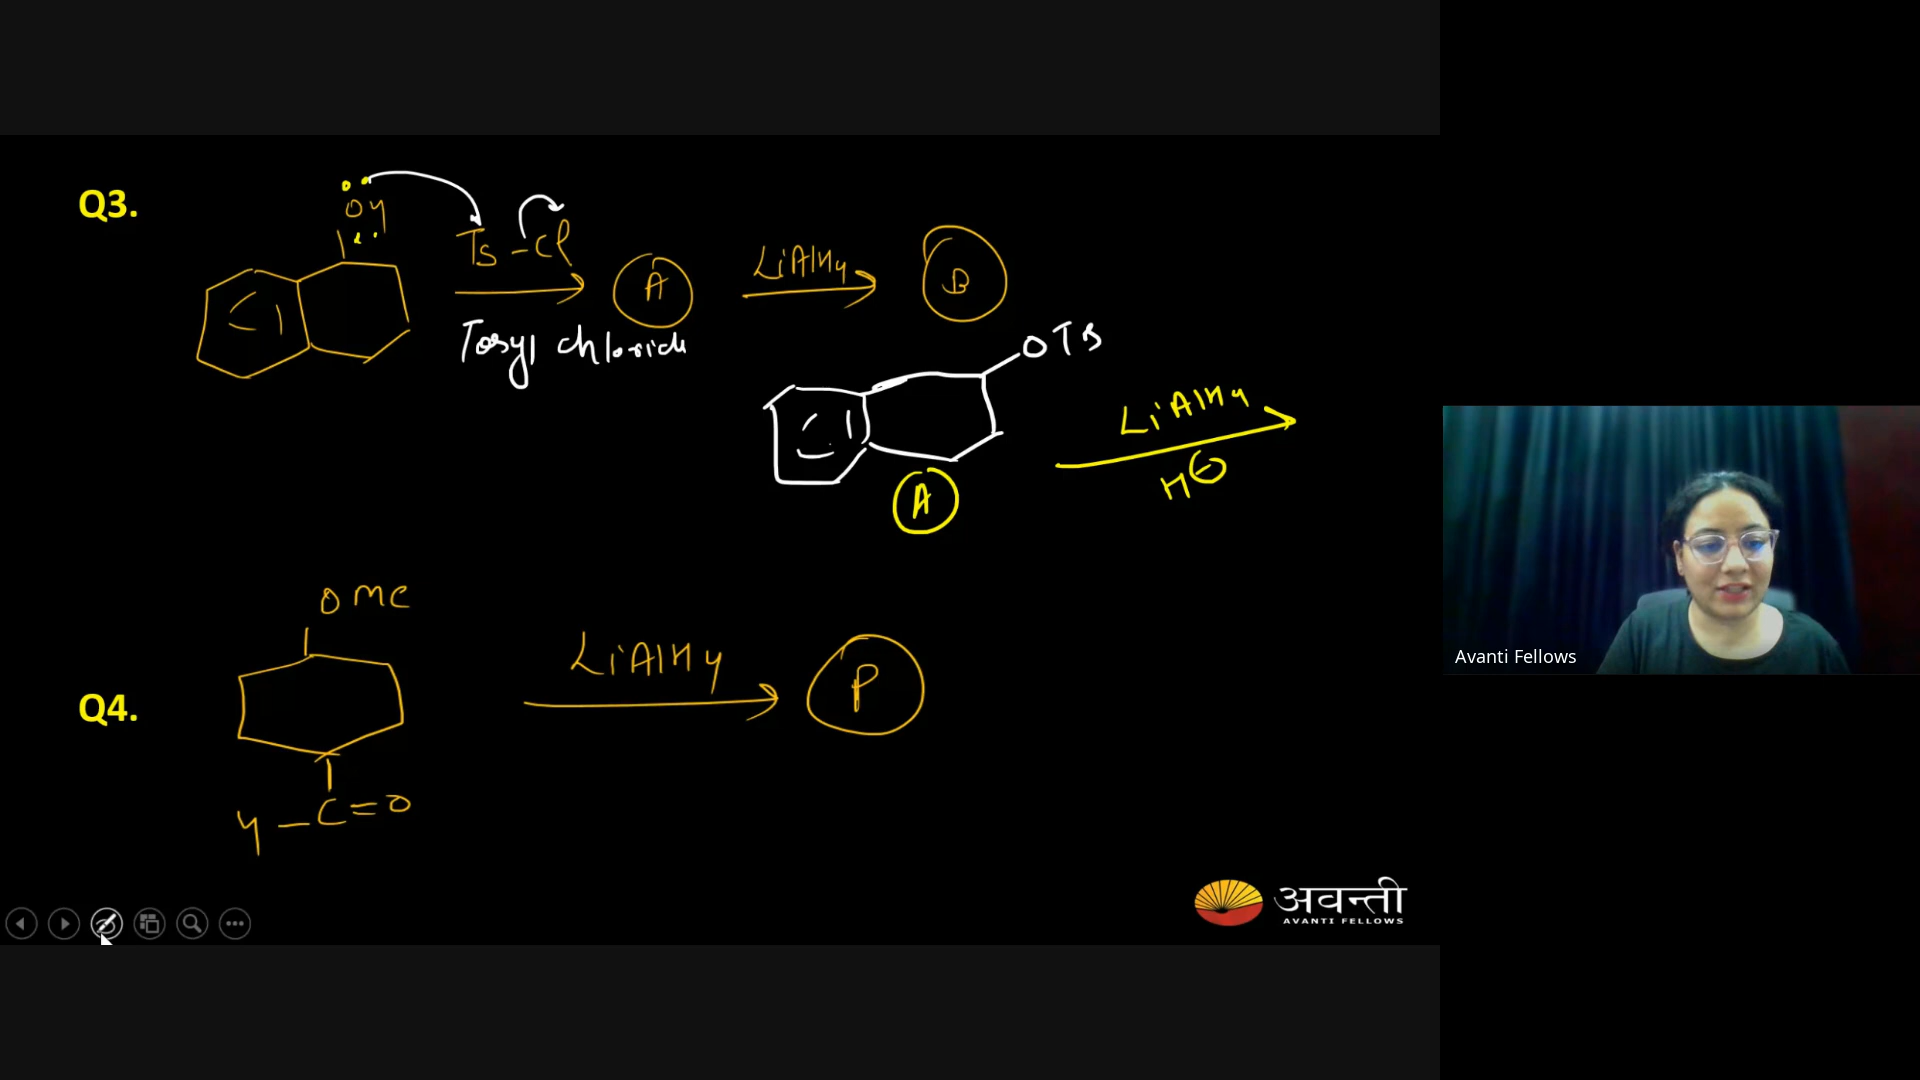 Q3.
OH
Ts-Cl
A
LiAlH4
B
Tosyl chloride
OTs
LiAlH4
H⊖
A
OMe
Q4.
LiAlH4
P
H-C=O
Avanti Fellows
अवन्ती
AVANTI FELLOWS